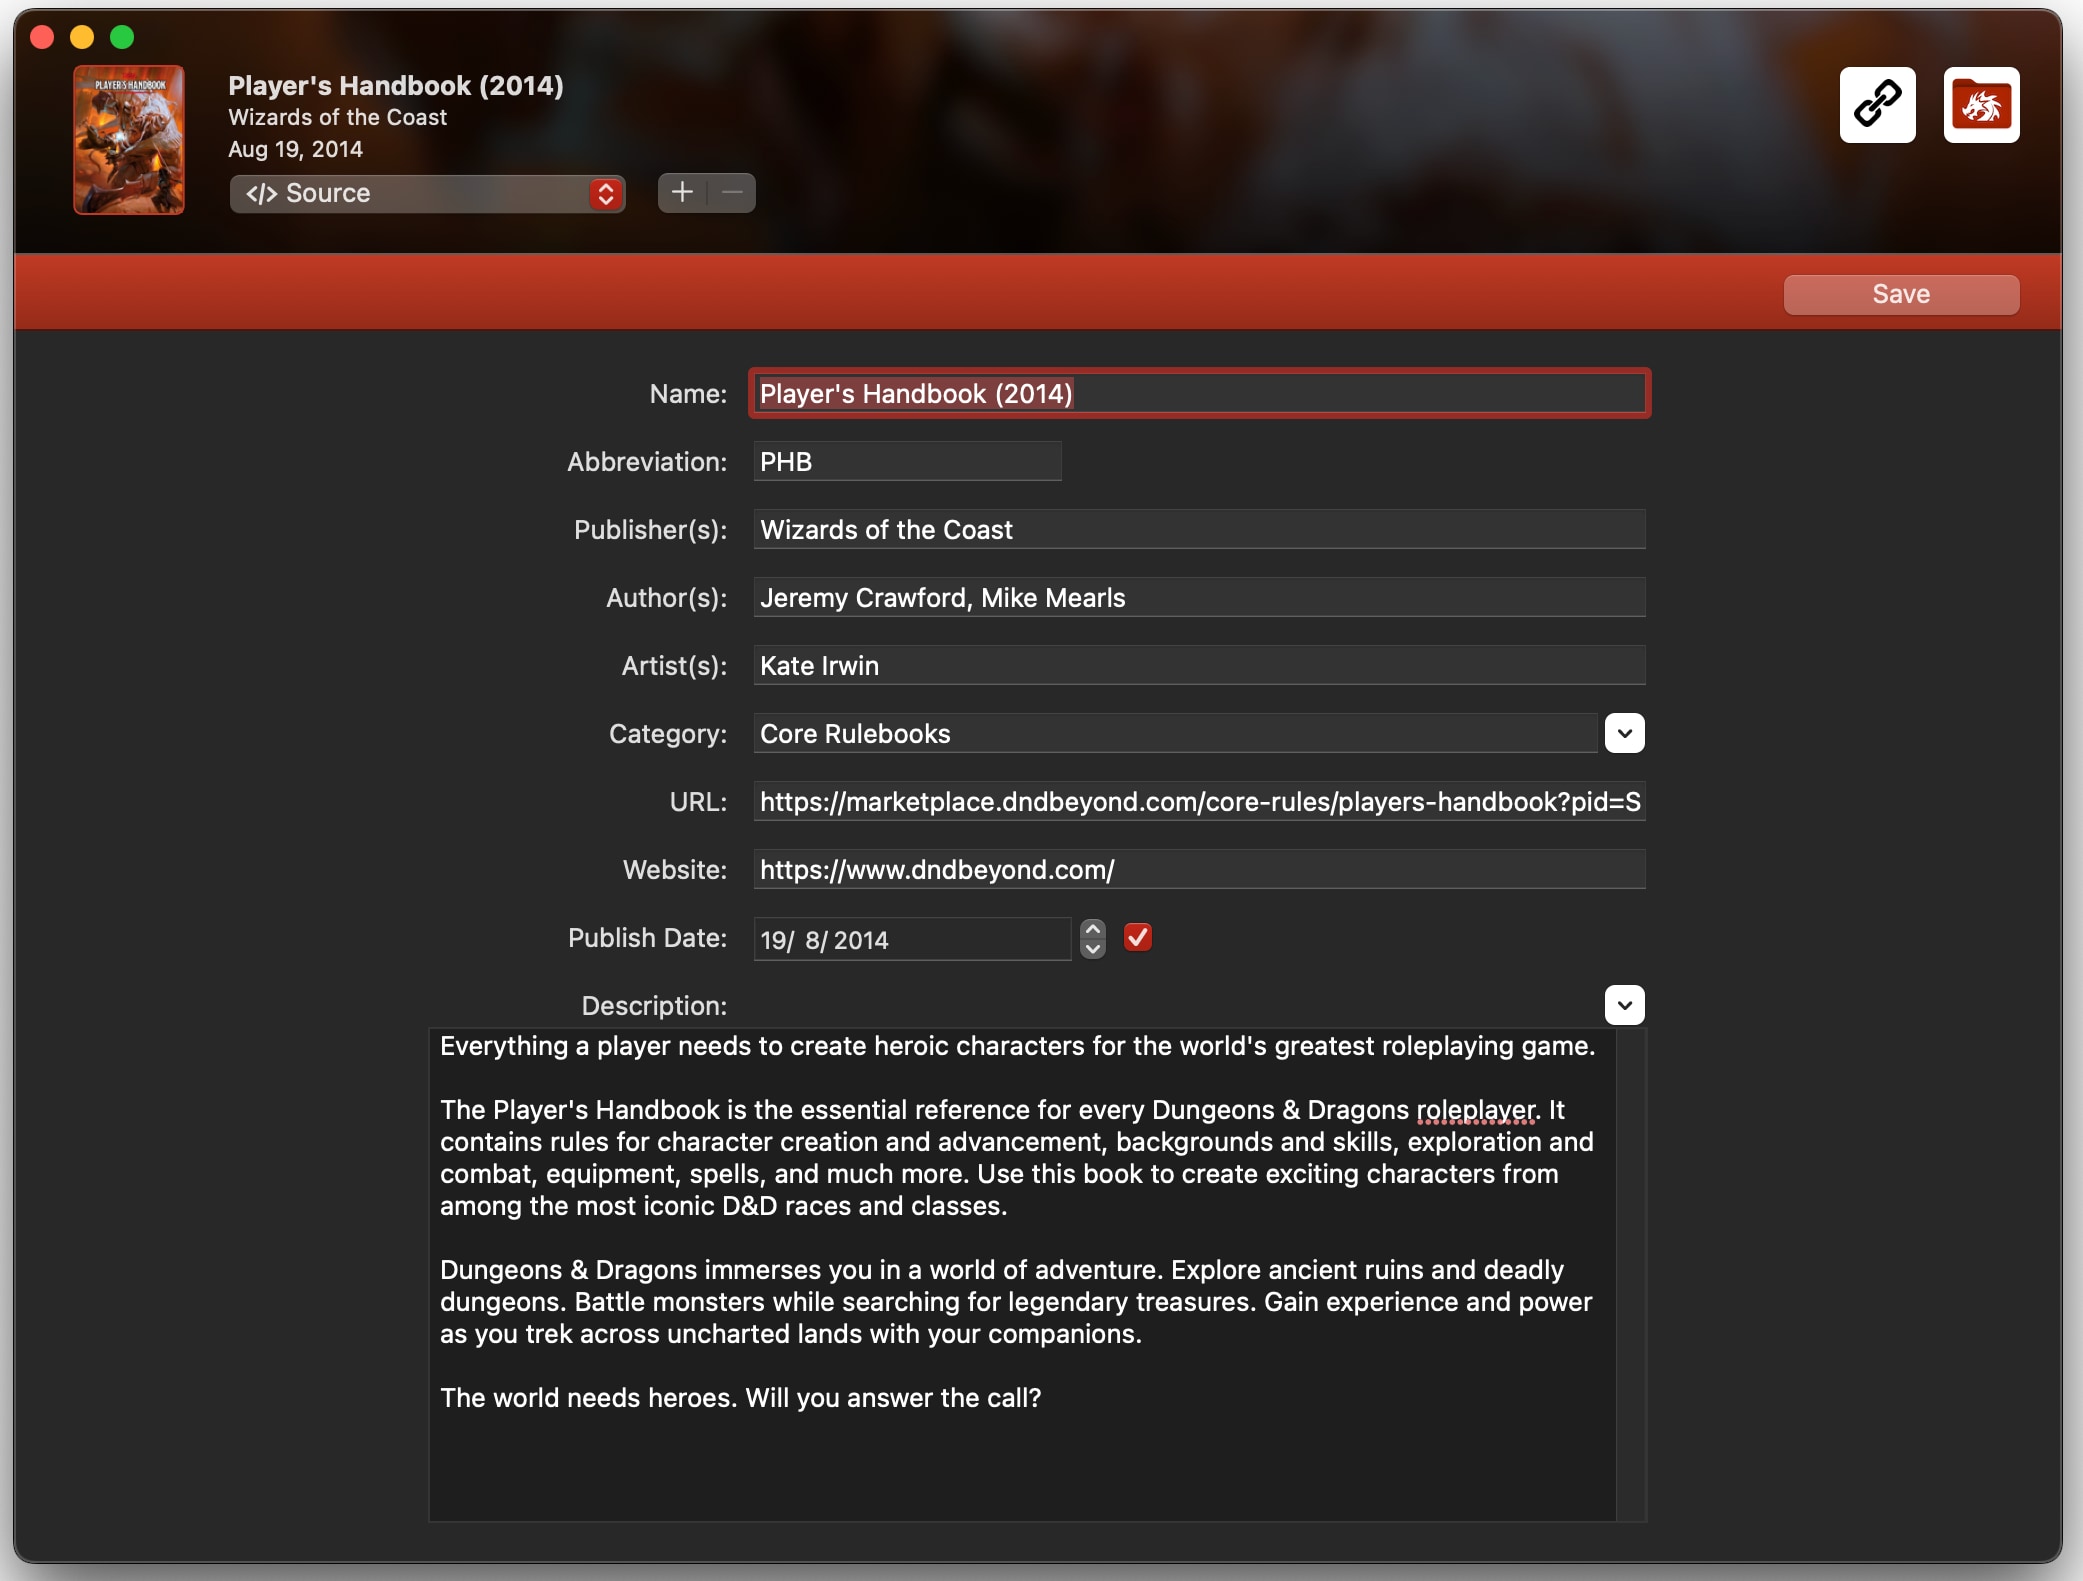 PLAYER'S HANDBOOK
Player's Handbook (2014)
Wizards of the Coast
Aug 19, 2014
</> Source
Save
Name: Player's Handbook (2014)
Abbreviation: PHB
Publisher(s): Wizards of the Coast
Author(s): Jeremy Crawford, Mike Mearls
Artist(s): Kate Irwin
Category: Core Rulebooks
URL: https://marketplace.dndbeyond.com/core-rules/players-handbook?pid=S
Website: https://www.dndbeyond.com/
Publish Date: 19/ 8/ 2014
Description:
Everything a player needs to create heroic characters for the world's greatest roleplaying game.
The Player's Handbook is the essential reference for every Dungeons & Dragons roleplayer. It
contains rules for character creation and advancement, backgrounds and skills, exploration and
combat, equipment, spells, and much more. Use this book to create exciting characters from
among the most iconic D&D races and classes.
Dungeons & Dragons immerses you in a world of adventure. Explore ancient ruins and deadly
dungeons. Battle monsters while searching for legendary treasures. Gain experience and power
as you trek across uncharted lands with your companions.
The world needs heroes. Will you answer the call?